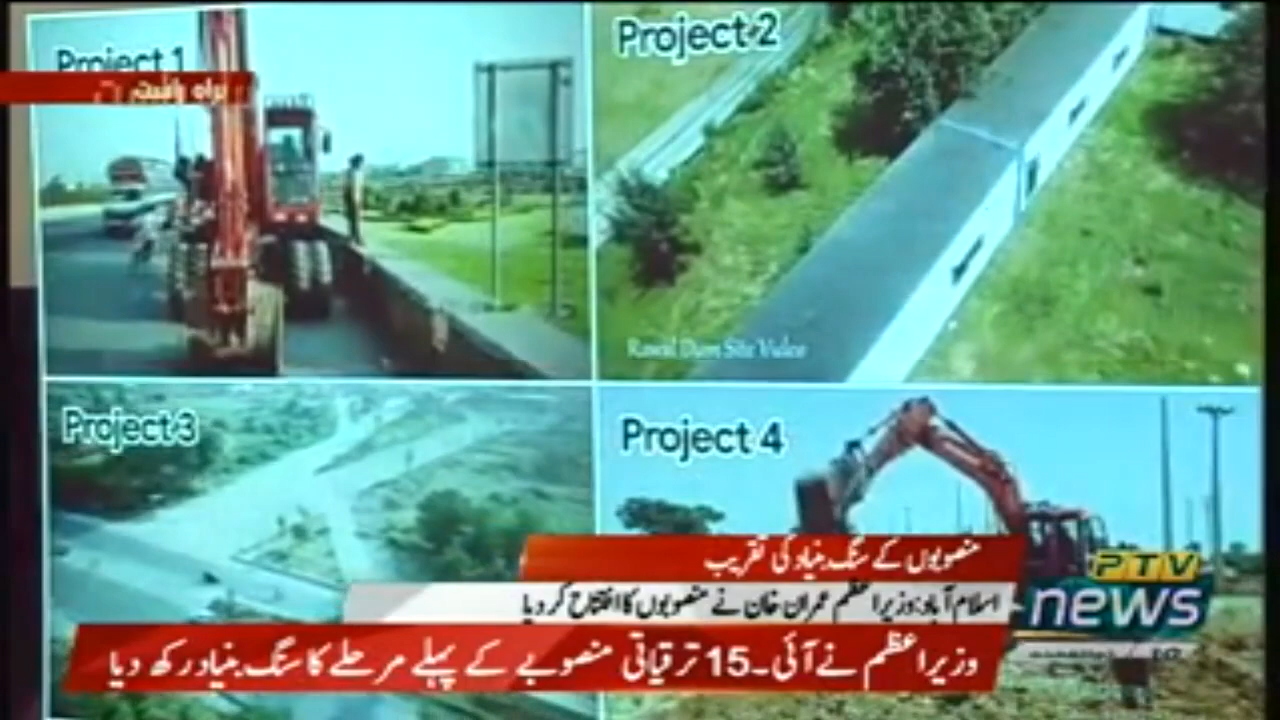 Project 1
Project 2
براہ راست
Rawal Dam Site Video
Project 3
Project 4
منصوبوں کے سنگ بنیاد کی تقریب
اسلام آباد:وزیراعظم عمران خان نے منصوبوں کا افتتاح کر دیا
وزیراعظم نے آئی۔15 ترقیاتی منصوبے کے پہلے مرحلے کا سنگ بنیاد رکھ دیا
PTV
news